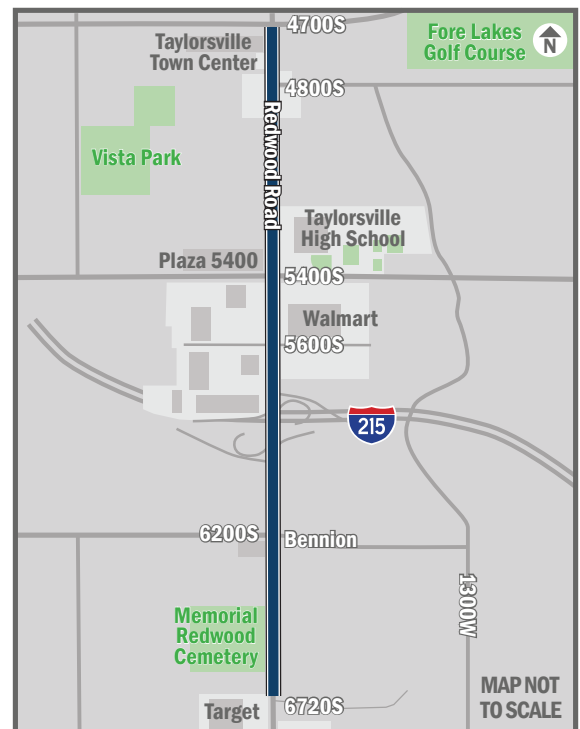 4700S
Taylorsville
Town Center
Fore Lakes
Golf Course
N
4800S
Redwood Road
Vista Park
Taylorsville
High School
Plaza 5400
5400S
Walmart
5600S
215
6200S
Bennion
1300W
Memorial
Redwood
Cemetery
MAP NOT
TO SCALE
Target
6720S